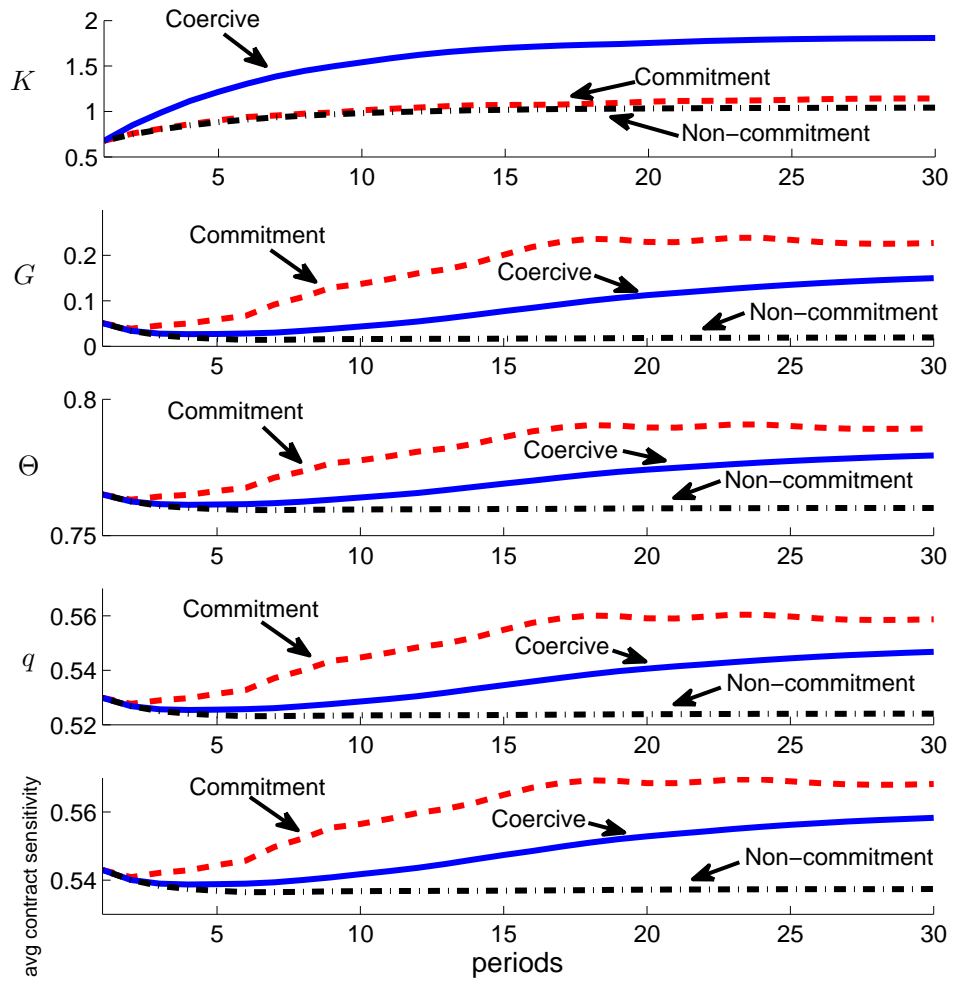 Coercive
2
1.5
K
1
0.5
Commitment
Non−commitment
5 10 15 20 25 30
Commitment
0.2
G
0.1
0
Coercive
Non−commitment
5 10 15 20 25 30
0.8
Commitment
Θ
Coercive
Non−commitment
0.75
5 10 15 20 25 30
0.56
Commitment
q
0.54
Coercive
Non−commitment
0.52
5 10 15 20 25 30
avg contract sensitivity
Commitment
0.56
Coercive
Non−commitment
0.54
5 10 15 20 25 30
periods